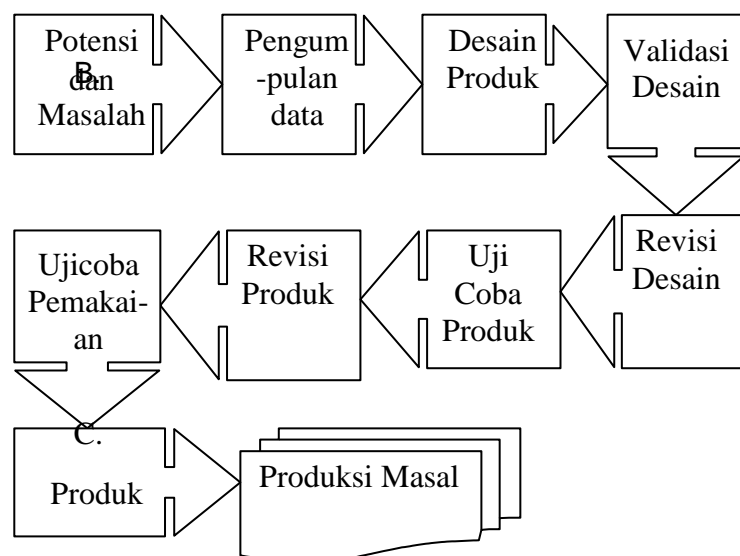 Potensi
B.
dan
Masalah
Pengum
-pulan
data
Desain
Produk
Validasi
Desain
Revisi
Desain
Uji
Coba
Produk
Revisi
Produk
Ujicoba
Pemakai-
an
C.
Produk
Produksi Masal